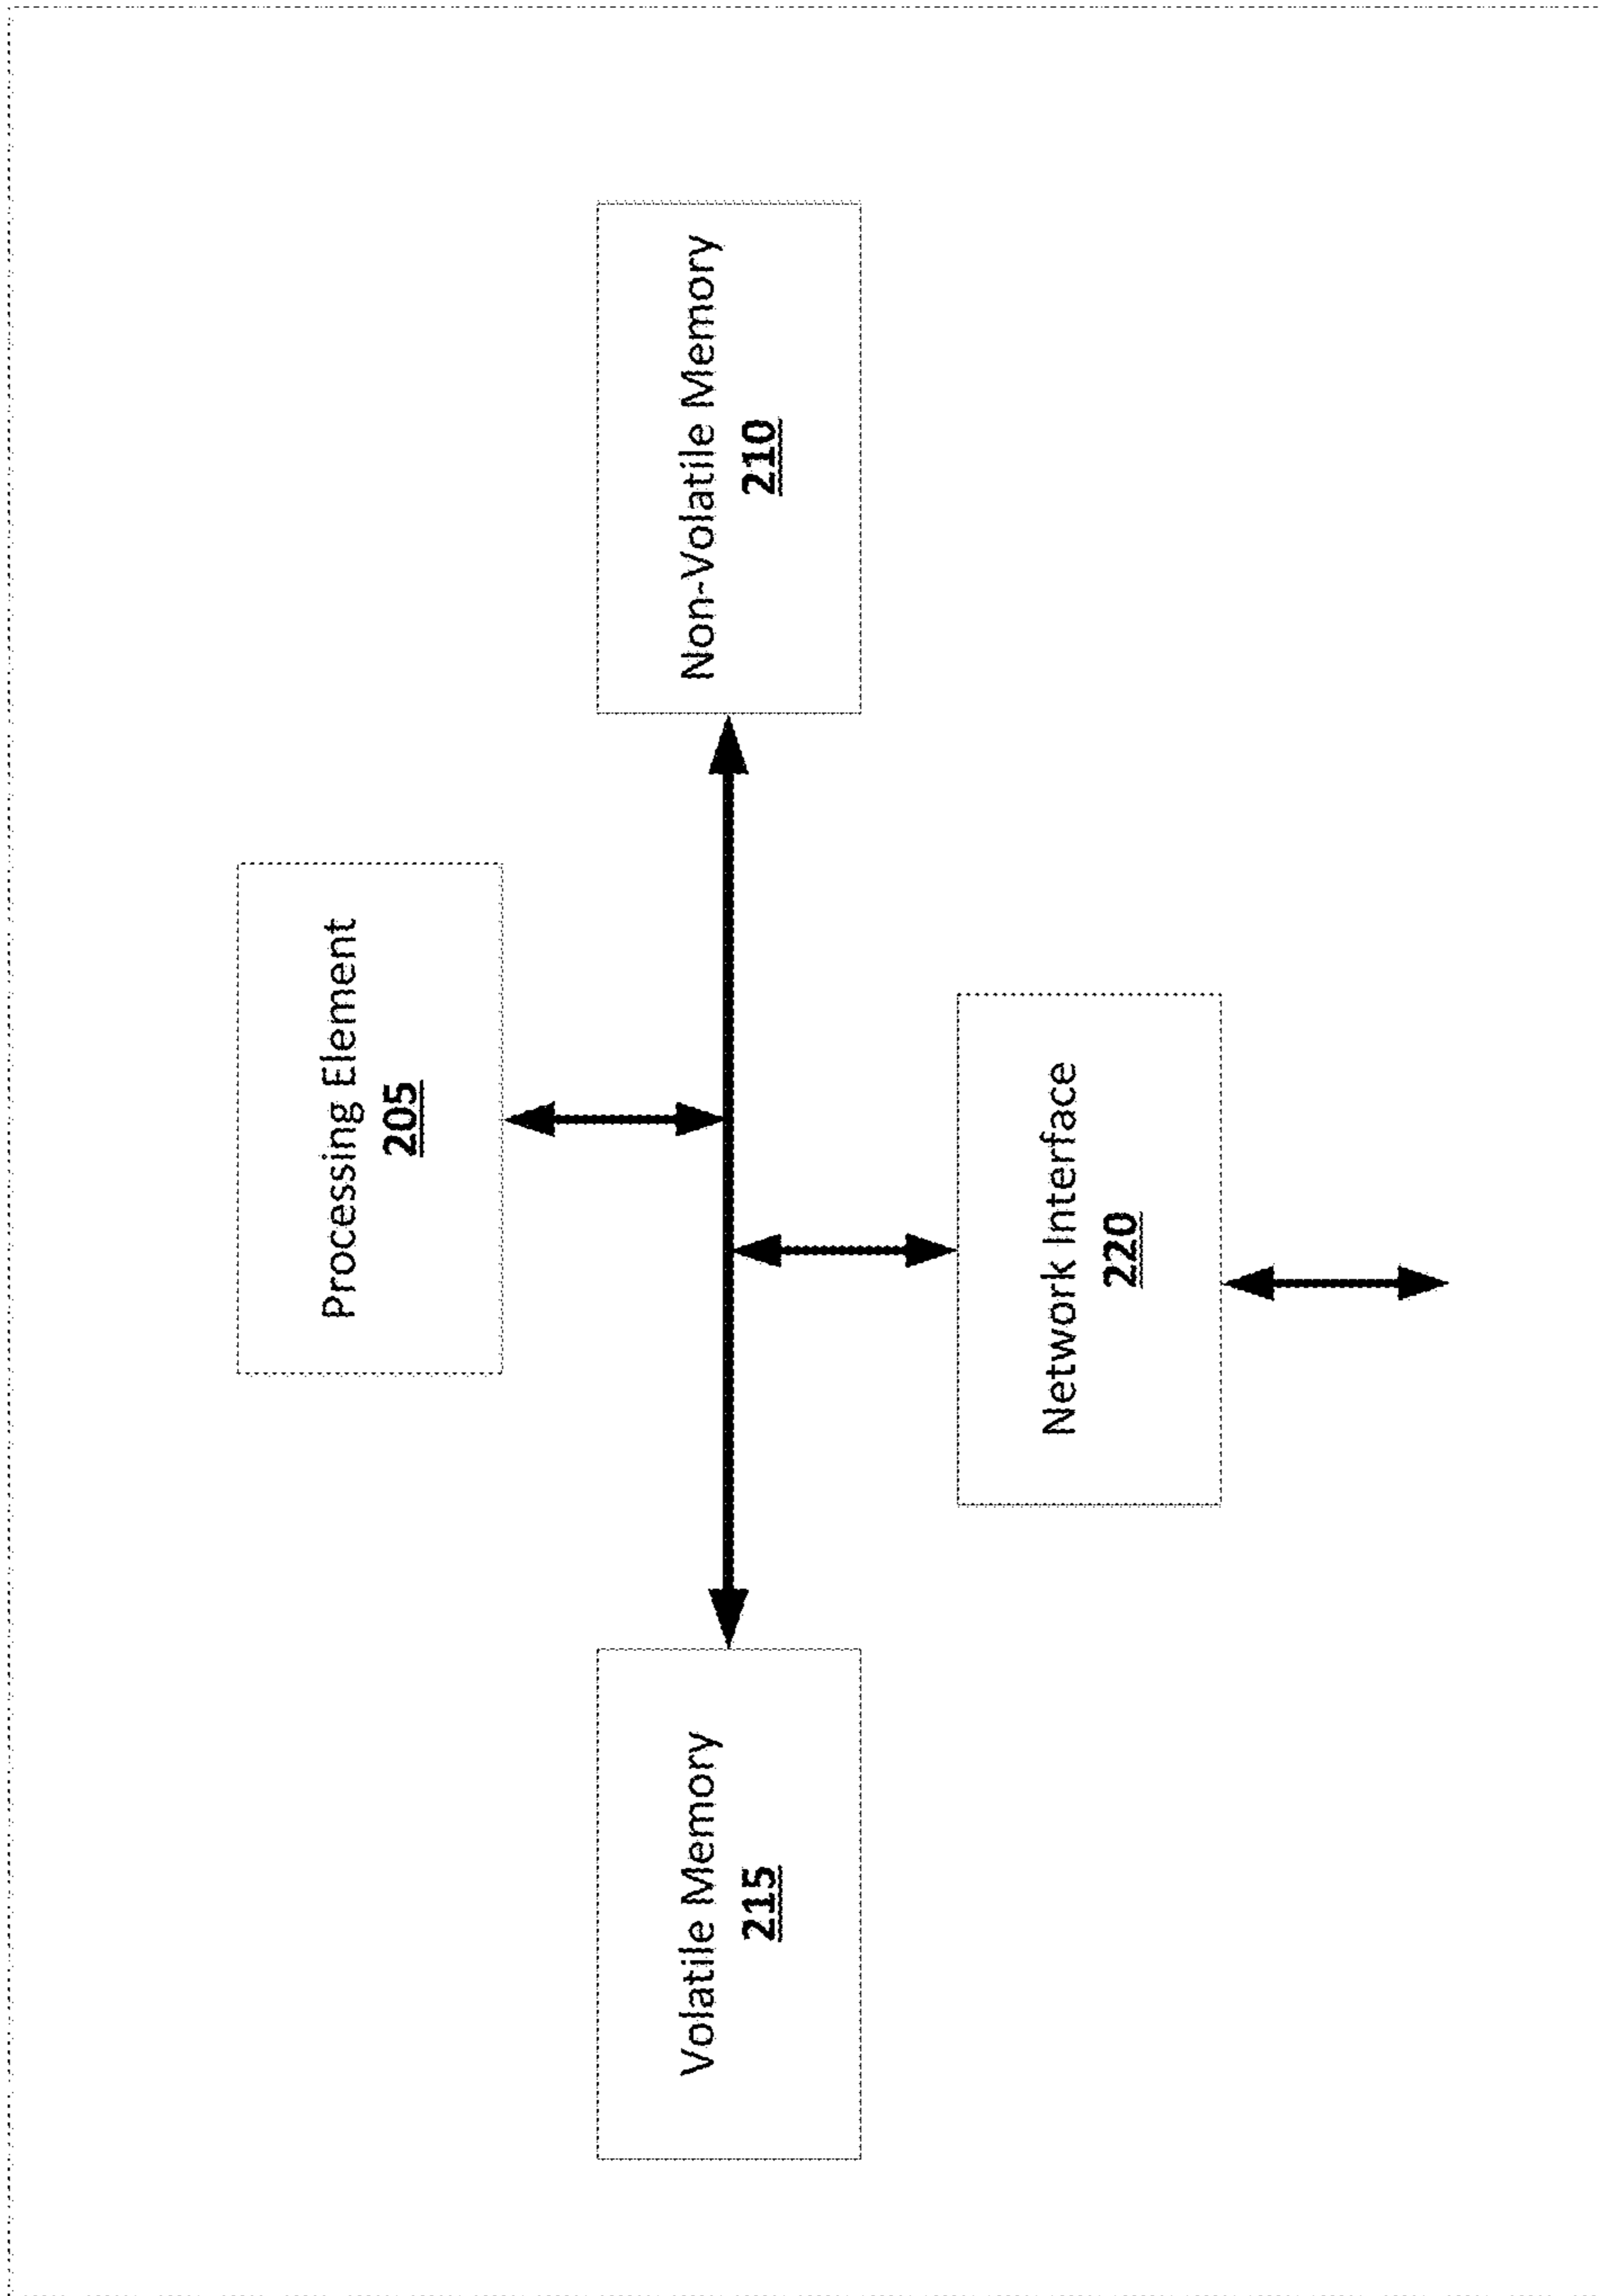 Processing Element
205
Volatile Memory
215
Non-Volatile Memory
210
Network Interface
220